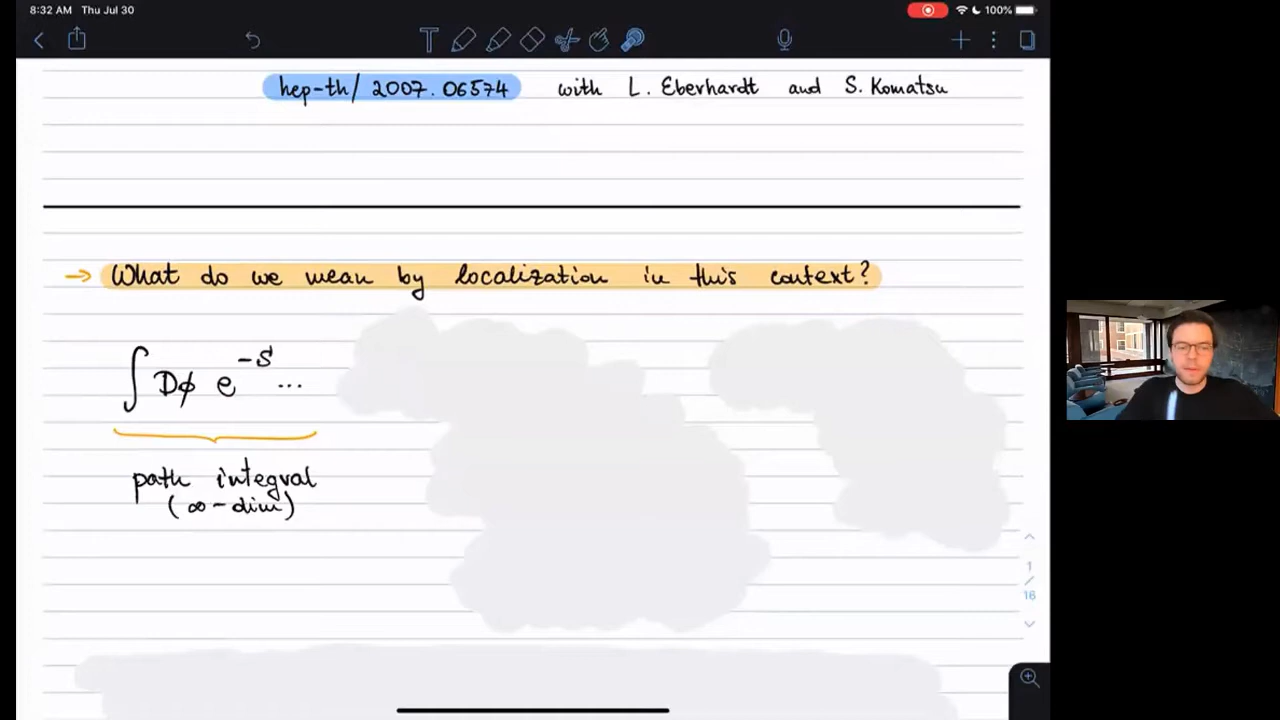 8:32 AM Thu Jul 30
100%
hep-th/ 2007.06574 with L. Eberhardt and S. Komatsu
→ What do we mean by localization in this context?
∫ Dϕ e^{-S} ...
path integral
(∞-dim)
1
/
16